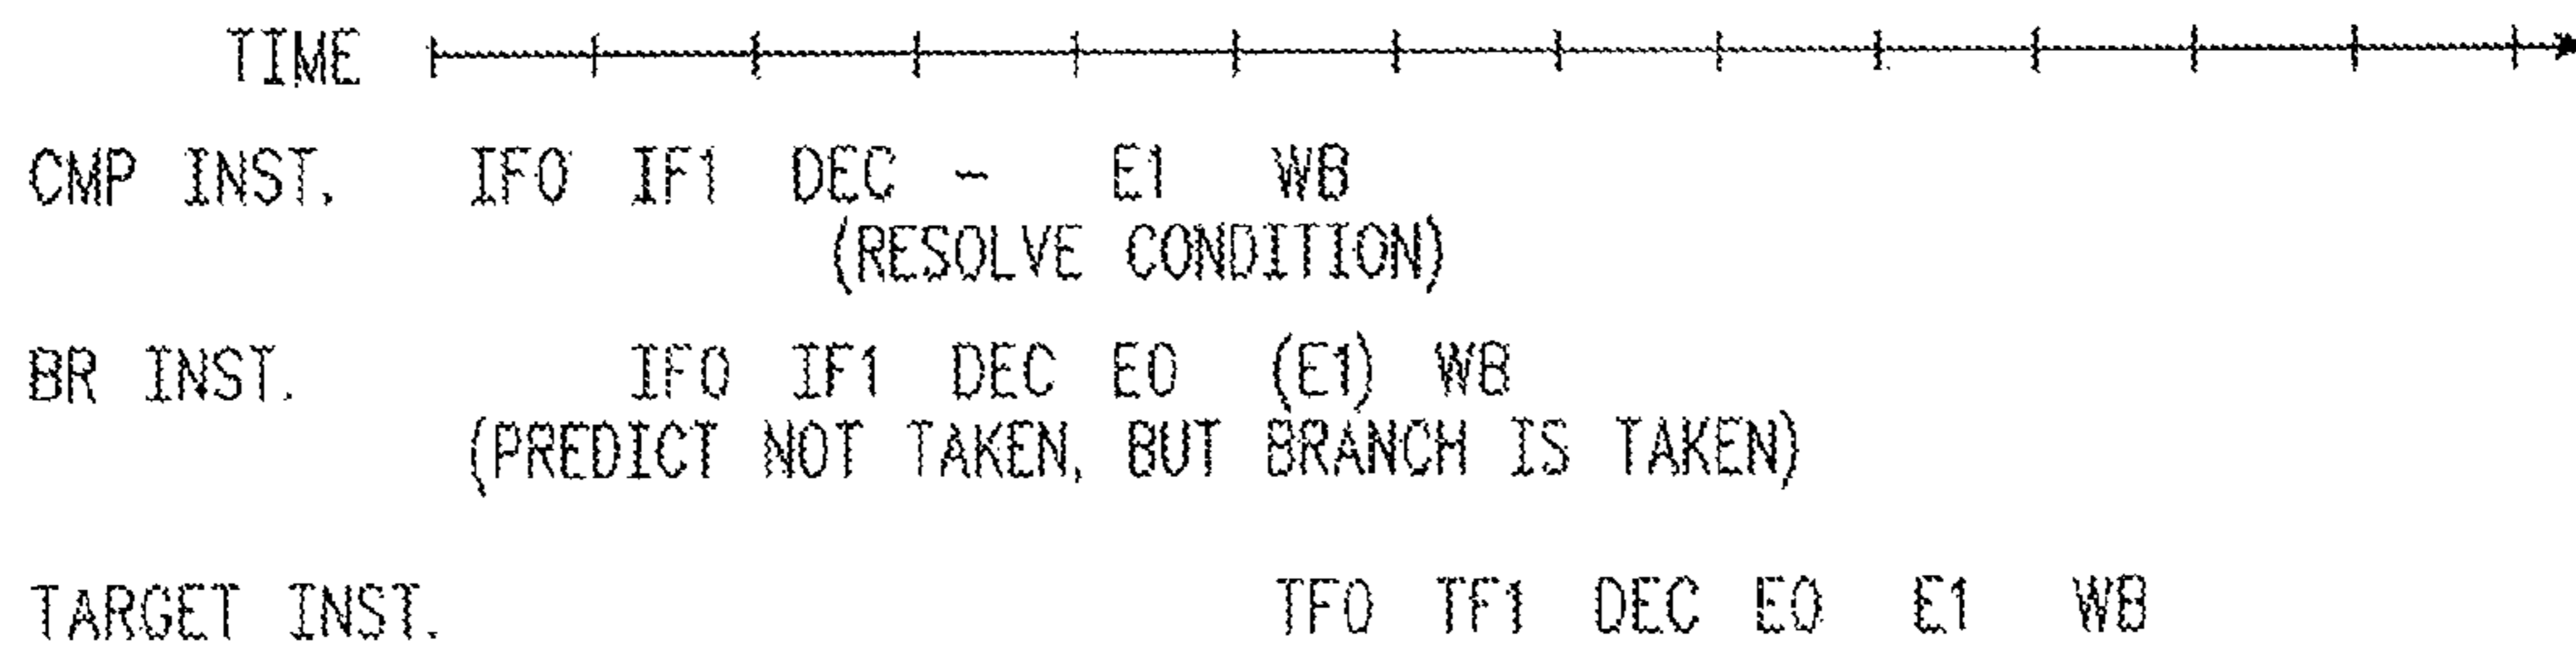 TIME
CMP INST. IF0 IF1 DEC - E1 WB
(RESOLVE CONDITION)
BR INST. IF0 IF1 DEC E0 (E1) WB
(PREDICT NOT TAKEN, BUT BRANCH IS TAKEN)
TARGET INST. TF0 TF1 DEC E0 E1 WB